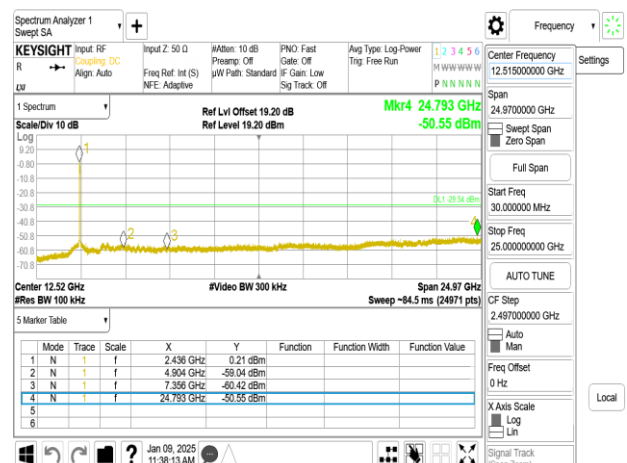 Spectrum Analyzer 1
Swept SA
Frequency
KEYSIGHT
R
Input: RF
Coupling: DC
Align: Auto
Input Z: 50 Ω
Freq Ref: Int (S)
NFE: Adaptive
#Atten: 10 dB
Preamp: Off
µW Path: Standard
PNO: Fast
Gate: Off
IF Gain: Low
Sig Track: Off
Avg Type: Log-Power
Trig: Free Run
1 2 3 4 5 6
M W W W W W
P N N N N N
LXI
1 Spectrum
Scale/Div 10 dB
Ref Lvl Offset 19.20 dB
Ref Level 19.20 dBm
Mkr4 24.793 GHz
-50.55 dBm
Log
9.20
-0.80
-10.8
-20.8
-30.8
-40.8
-50.8
-60.8
-70.8
1
2
3
4
DL1 -29.54 dBm
Center 12.52 GHz
#Res BW 100 kHz
#Video BW 300 kHz
Span 24.97 GHz
Sweep ~84.5 ms (24971 pts)
5 Marker Table
Mode Trace Scale X Y Function Function Width Function Value
1 N 1 f 2.436 GHz 0.21 dBm
2 N 1 f 4.904 GHz -59.04 dBm
3 N 1 f 7.356 GHz -60.42 dBm
4 N 1 f 24.793 GHz -50.55 dBm
5
6
Jan 09, 2025
11:38:13 AM
Center Frequency
12.515000000 GHz
Settings
Span
24.9700000 GHz
Swept Span
Zero Span
Full Span
Start Freq
30.000000 MHz
Stop Freq
25.000000000 GHz
AUTO TUNE
CF Step
2.497000000 GHz
Auto
Man
Freq Offset
0 Hz
X Axis Scale
Log
Lin
Local
Signal Track